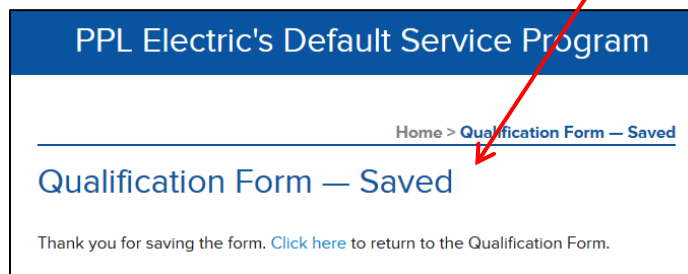 PPL Electric's Default Service Program
Home > Qualification Form — Saved
Qualification Form — Saved
Thank you for saving the form. Click here to return to the Qualification Form.